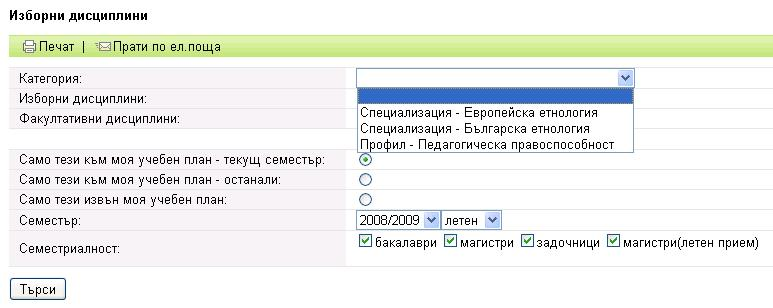 Изборни дисциплини
Печат | Прати по ел.поща
Категория:
Изборни дисциплини:
Специализация - Европейска етнология
Факултативни дисциплини:
Специализация - Българска етнология
Профил - Педагогическа правоспособност
Само тези към моя учебен план - текущ семестър:
Само тези към моя учебен план - останали:
Само тези извън моя учебен план:
Семестър: 2008/2009 летен
Семестриалност: бакалаври магистри задочници магистри(летен прием)
Търси